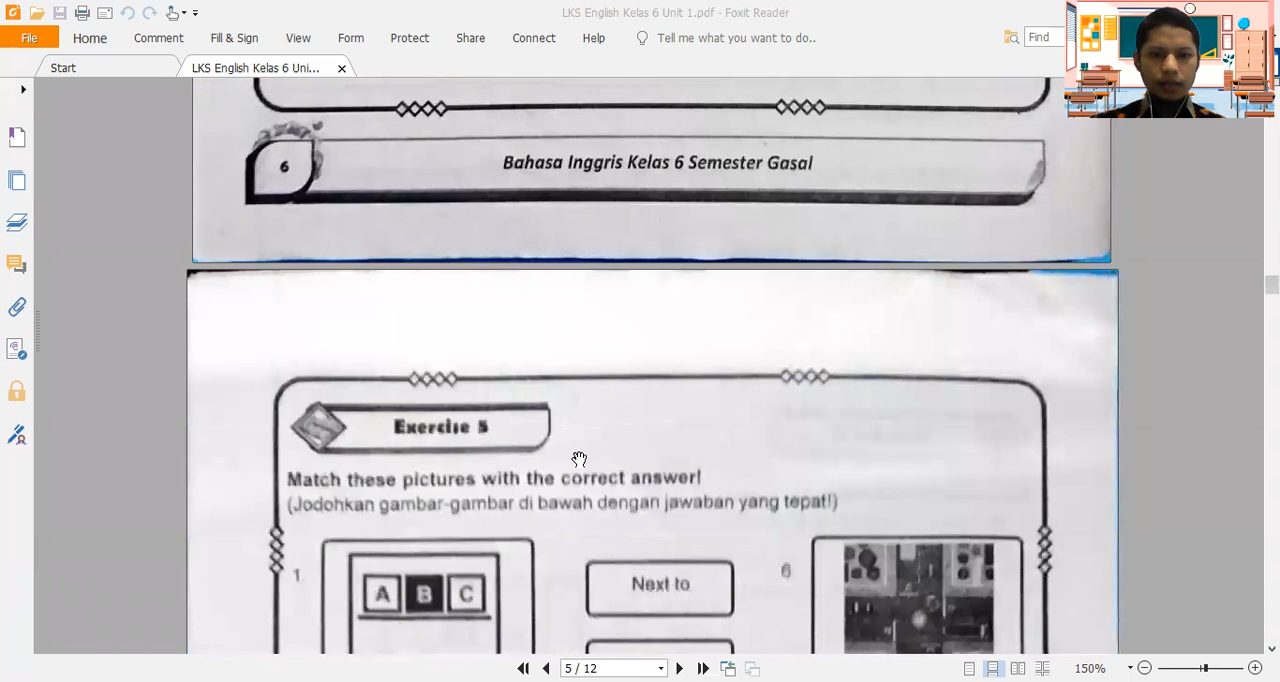 LKS English Kelas 6 Unit 1.pdf - Foxit Reader
File Home Comment Fill & Sign View Form Protect Share Connect Help Tell me what you want to do.. Find
Start LKS English Kelas 6 Uni...
6 Bahasa Inggris Kelas 6 Semester Gasal
Exercise 5
Match these pictures with the correct answer!
(Jodohkan gambar-gambar di bawah dengan jawaban yang tepat!)
1. A B C Next to 6
5 / 12 150%